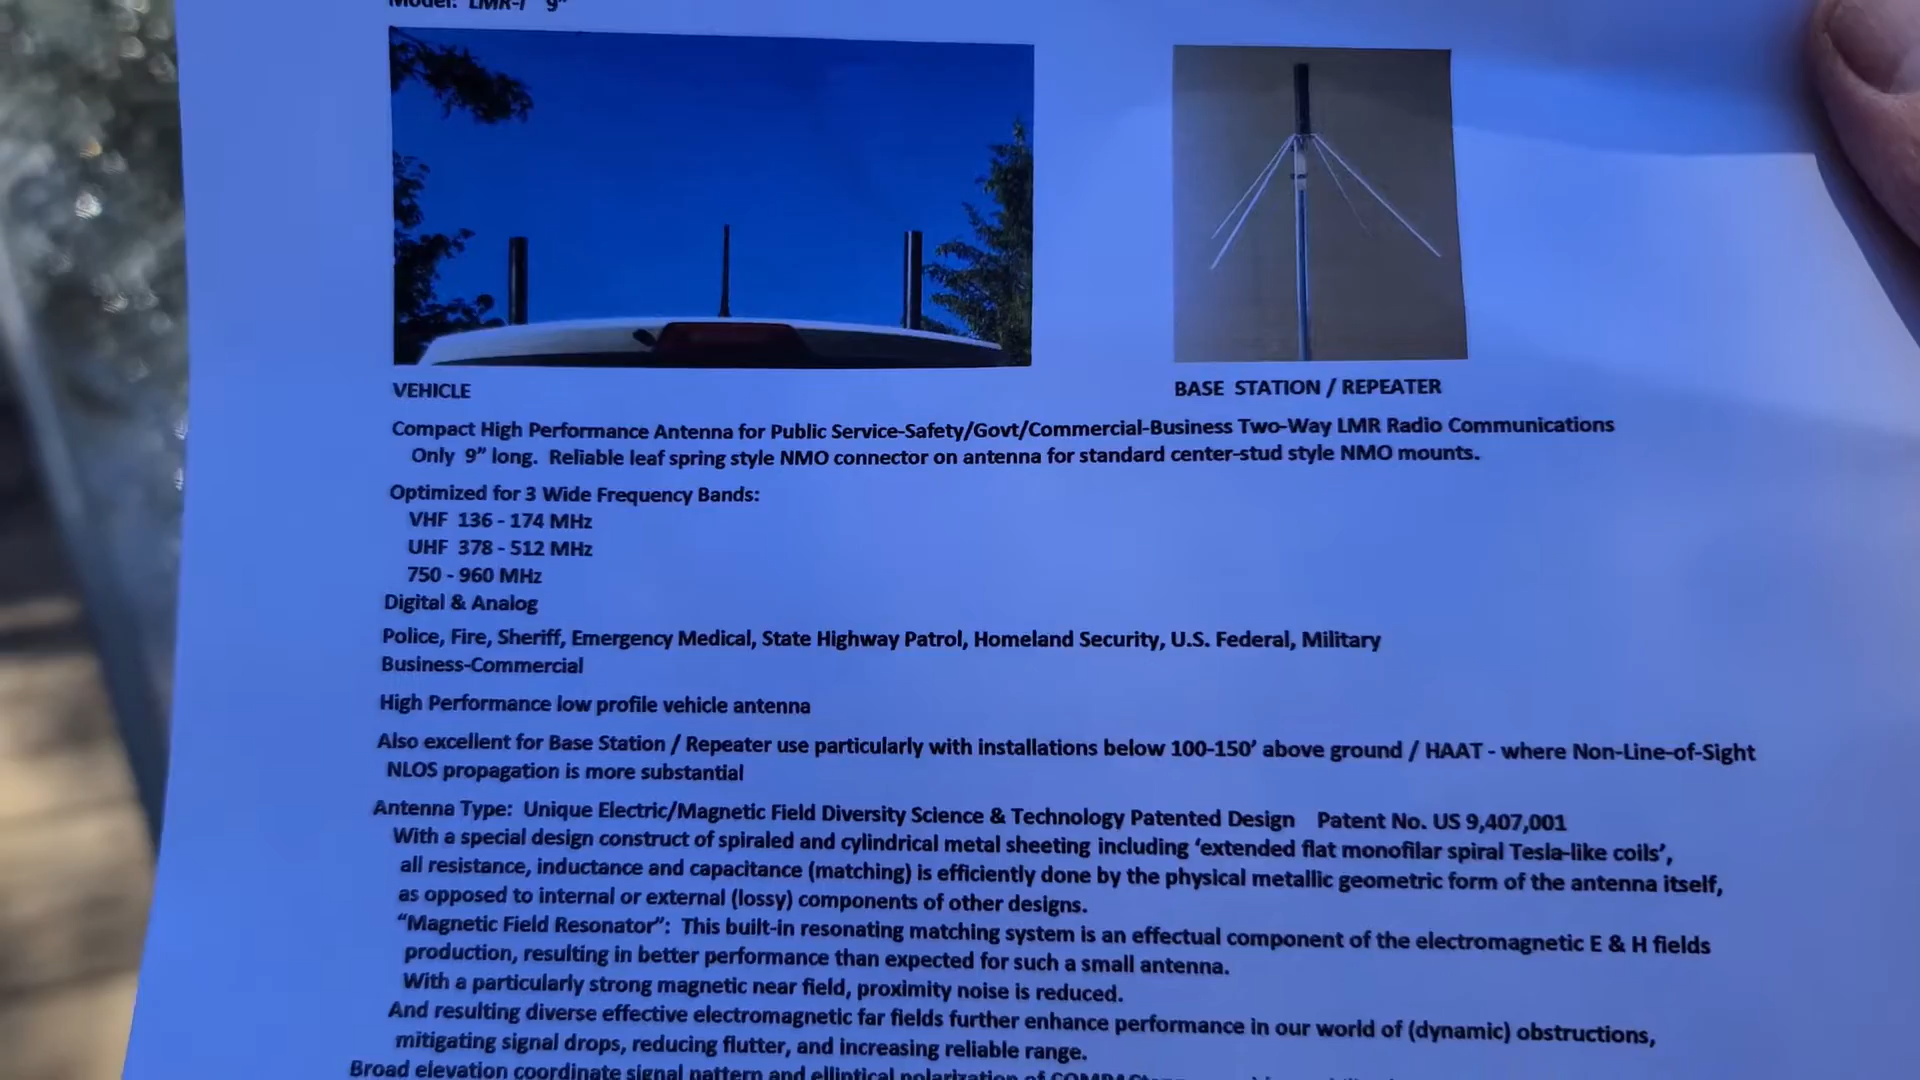 Model: LMR-7 9"
VEHICLE
BASE STATION / REPEATER
Compact High Performance Antenna for Public Service-Safety/Govt/Commercial-Business Two-Way LMR Radio Communications
Only 9” long. Reliable leaf spring style NMO connector on antenna for standard center-stud style NMO mounts.
Optimized for 3 Wide Frequency Bands:
VHF 136 - 174 MHz
UHF 378 - 512 MHz
750 - 960 MHz
Digital & Analog
Police, Fire, Sheriff, Emergency Medical, State Highway Patrol, Homeland Security, U.S. Federal, Military
Business-Commercial
High Performance low profile vehicle antenna
Also excellent for Base Station / Repeater use particularly with installations below 100-150’ above ground / HAAT - where Non-Line-of-Sight
NLOS propagation is more substantial
Antenna Type: Unique Electric/Magnetic Field Diversity Science & Technology Patented Design Patent No. US 9,407,001
With a special design construct of spiraled and cylindrical metal sheeting including ‘extended flat monofilar spiral Tesla-like coils’,
all resistance, inductance and capacitance (matching) is efficiently done by the physical metallic geometric form of the antenna itself,
as opposed to internal or external (lossy) components of other designs.
“Magnetic Field Resonator”: This built-in resonating matching system is an effectual component of the electromagnetic E & H fields
production, resulting in better performance than expected for such a small antenna.
With a particularly strong magnetic near field, proximity noise is reduced.
And resulting diverse effective electromagnetic far fields further enhance performance in our world of (dynamic) obstructions,
mitigating signal drops, reducing flutter, and increasing reliable range.
Broad elevation coordinate signal pattern and elliptical polarization of